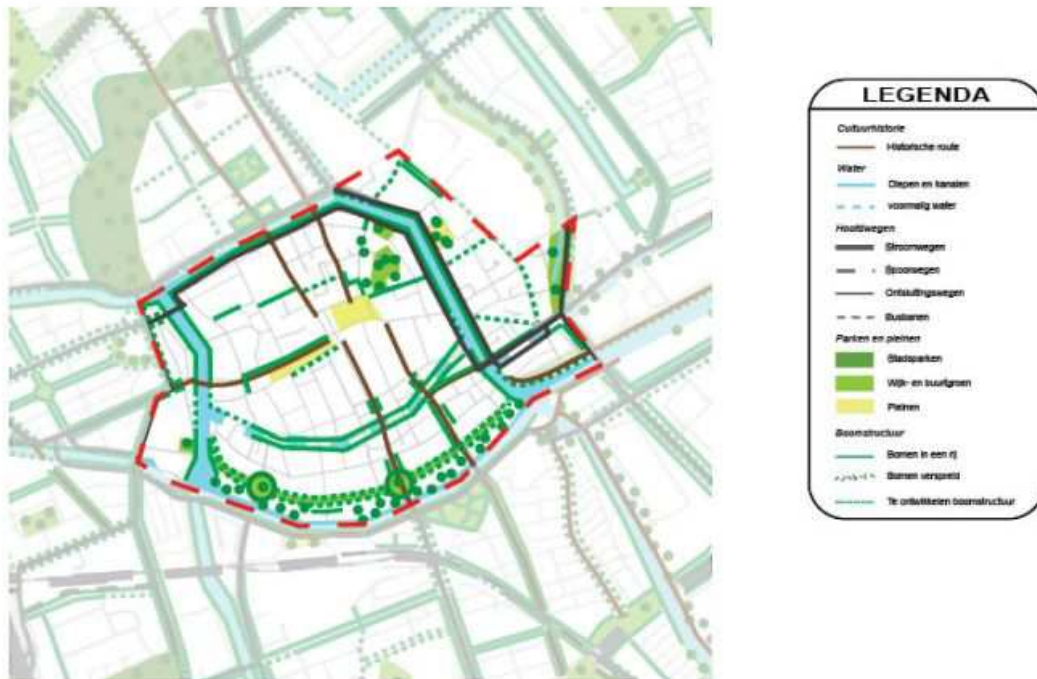 LEGENDA
Cultuurhistorie
Historische route
Water
Diepen en kanalen
voormalig water
Hoofdwegen
Stroomwegen
Spoorwegen
Ontsluitingswegen
Busbanen
Parken en pleinen
Stadsparken
Wijk- en buurtgroen
Pleinen
Boomstructuur
Bomen in een rij
Bomen verspreid
Te ontwikkelen boomstructuur